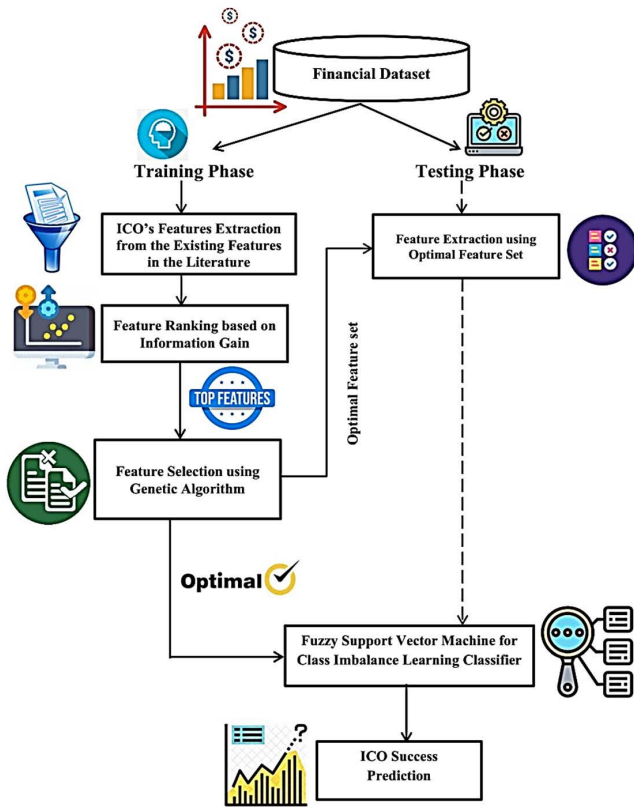 Financial Dataset
Training Phase
Testing Phase
ICO's Features Extraction
from the Existing Features
in the Literature
Feature Extraction using
Optimal Feature Set
Feature Ranking based on
Information Gain
TOP FEATURES
Optimal Feature set
Feature Selection using
Genetic Algorithm
Optimal
Fuzzy Support Vector Machine for
Class Imbalance Learning Classifier
ICO Success
Prediction